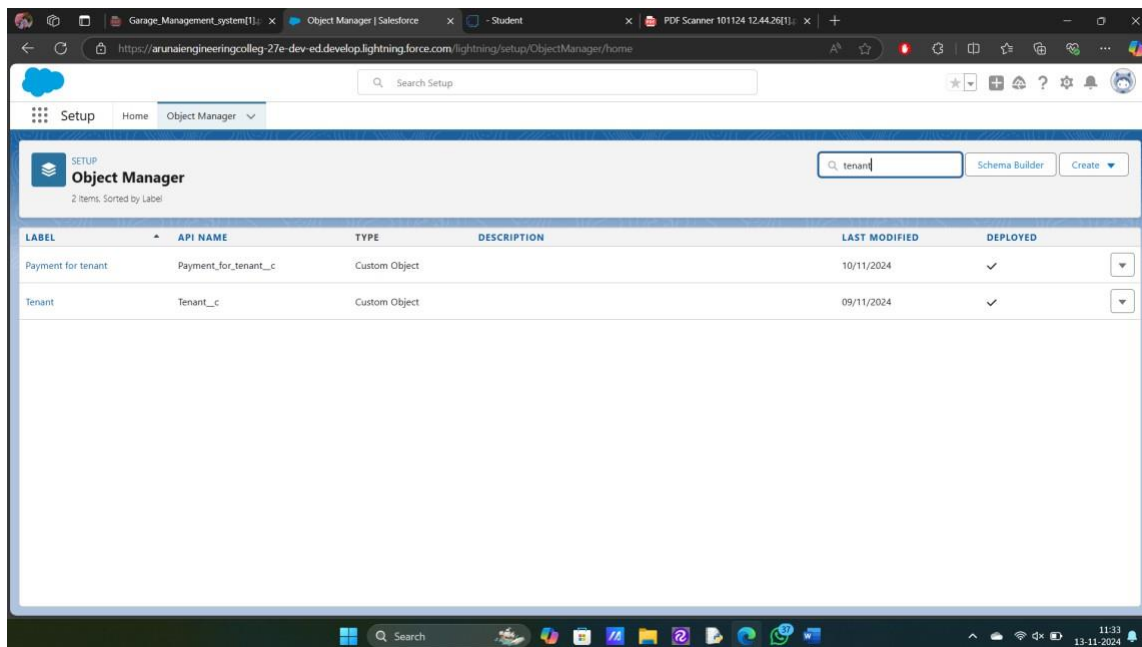 Garage_Management_system[1].
Object Manager | Salesforce
- Student
PDF Scanner 101124 12.44.26[1].
https://arunaiengineeringcolleg-27e-dev-ed.develop.lightning.force.com/lightning/setup/ObjectManager/home
Search Setup
Setup Home Object Manager
SETUP
Object Manager
2 Items. Sorted by Label
tenant
Schema Builder
Create
LABEL API NAME TYPE DESCRIPTION LAST MODIFIED DEPLOYED
Payment for tenant Payment_for_tenant__c Custom Object 10/11/2024
Tenant Tenant__c Custom Object 09/11/2024
Search
37
11:33
13-11-2024